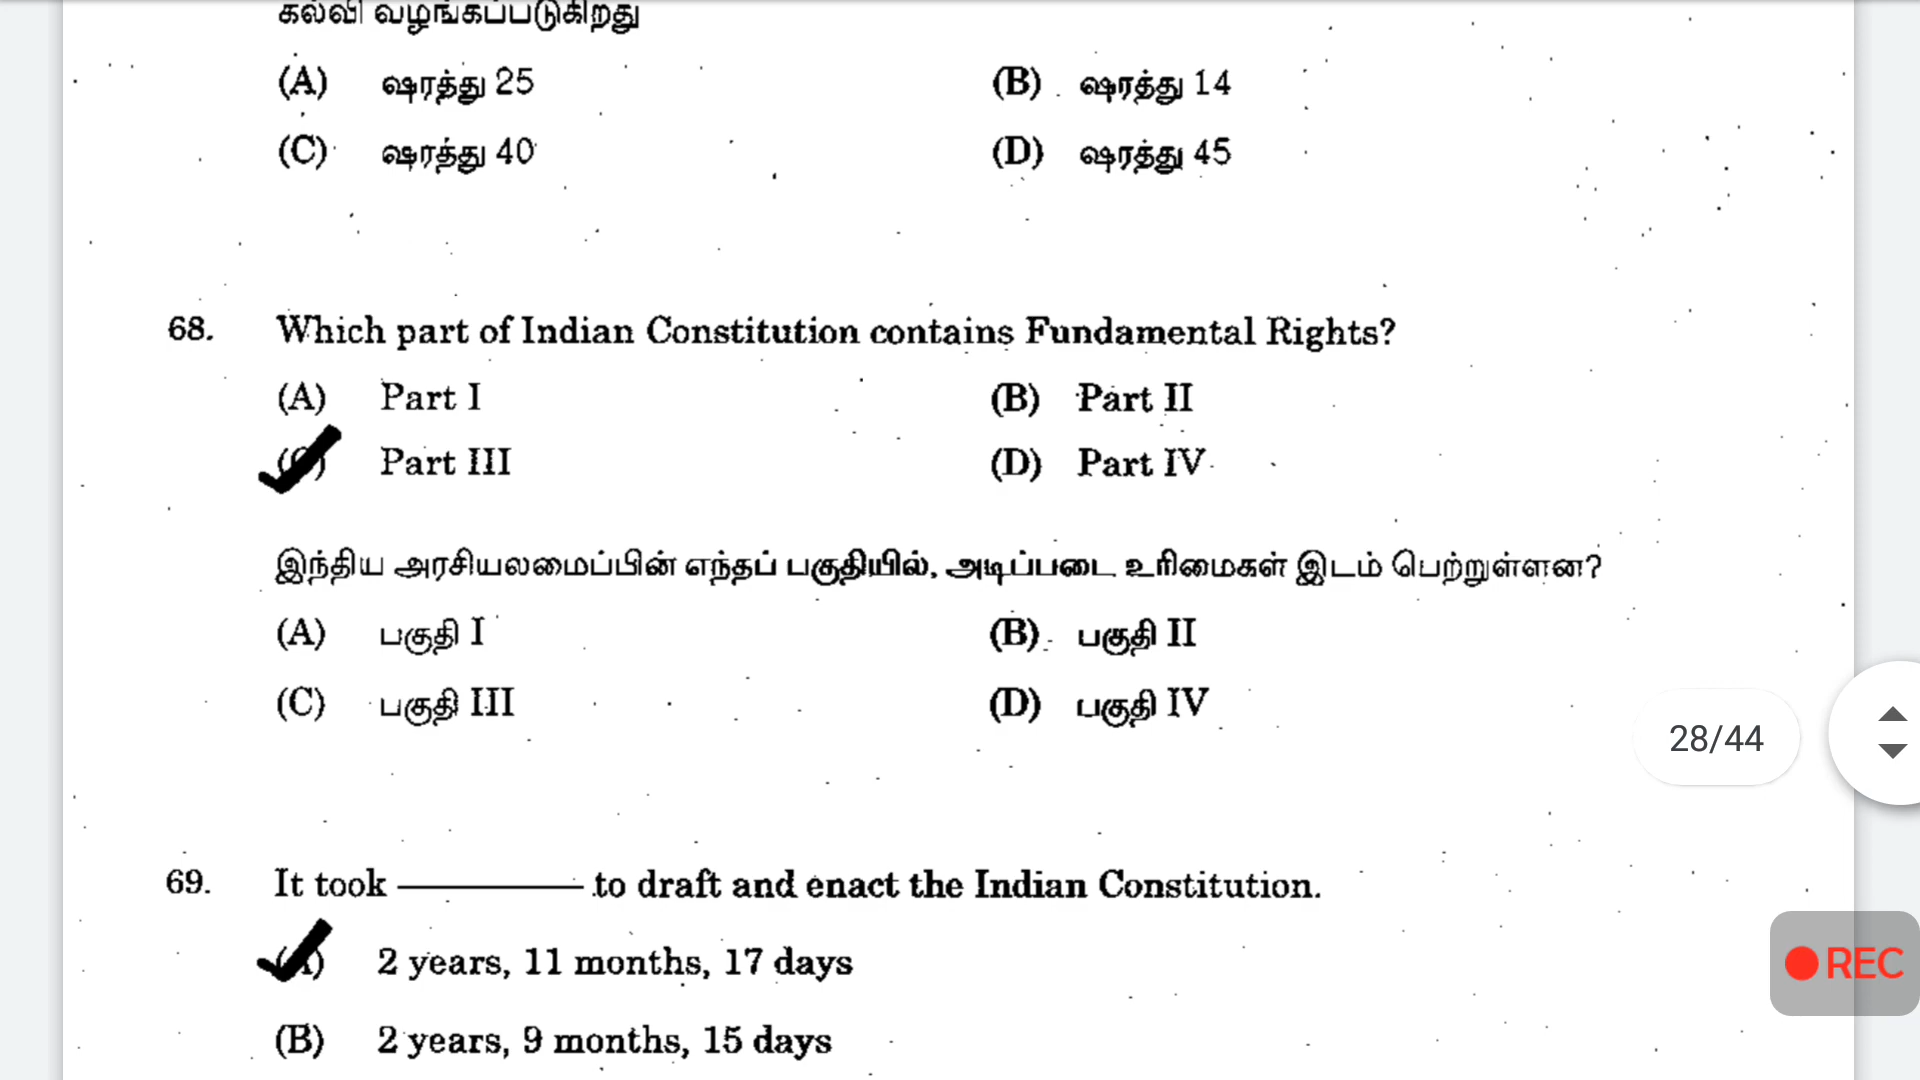 கல்வி வழங்கப்படுகிறது
(A) ஷரத்து 25 (B) ஷரத்து 14
(C) ஷரத்து 40 (D) ஷரத்து 45
68. Which part of Indian Constitution contains Fundamental Rights?
(A) Part I (B) Part II
(C) Part III (D) Part IV
இந்திய அரசியலமைப்பின் எந்தப் பகுதியில், அடிப்படை உரிமைகள் இடம் பெற்றுள்ளன?
(A) பகுதி I (B) பகுதி II
(C) பகுதி III (D) பகுதி IV
28/44
69. It took ――― to draft and enact the Indian Constitution.
(A) 2 years, 11 months, 17 days
REC
(B) 2 years, 9 months, 15 days